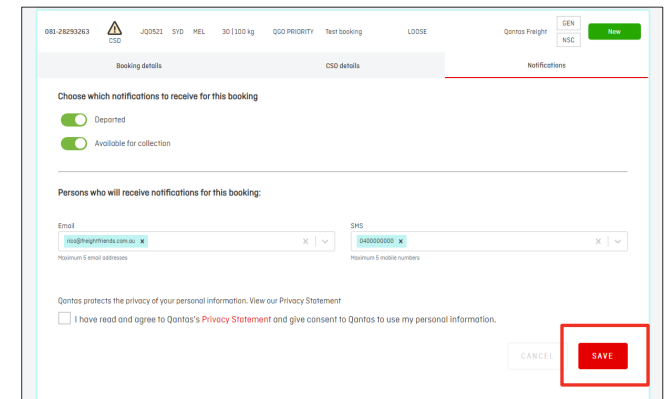 081-28293263 CSD JQ0521 SYD MEL 30 | 100 kg QGO PRIORITY Test booking LOOSE Qantas Freight GEN NSC New
Booking details CSD details Notifications
Choose which notifications to receive for this booking
Departed
Available for collection
Persons who will receive notifications for this booking:
Email SMS
rico@freightfriends.com.au x 0400000000 x
Maximum 5 email addresses Maximum 5 mobile numbers
Qantas protects the privacy of your personal information. View our Privacy Statement
I have read and agree to Qantas's Privacy Statement and give consent to Qantas to use my personal information.
CANCEL SAVE